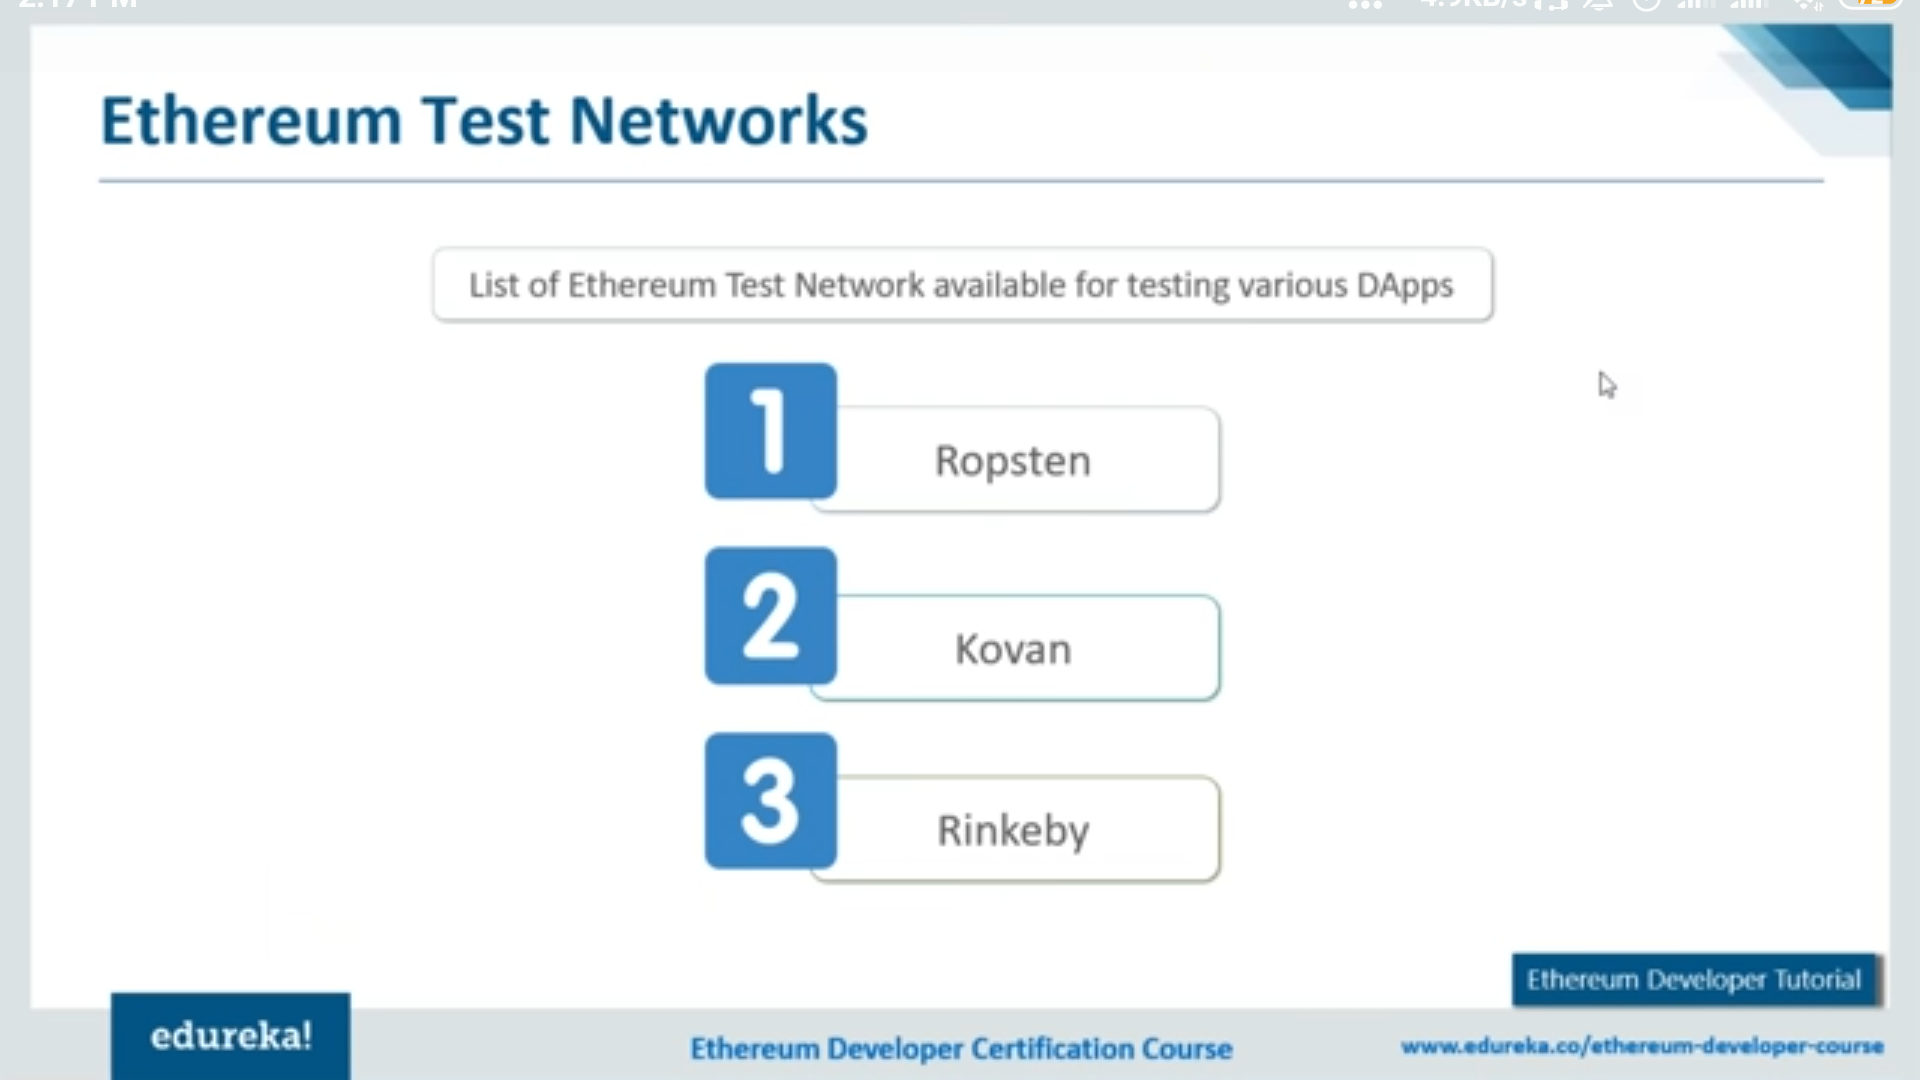 Ethereum Test Networks
List of Ethereum Test Network available for testing various DApps
1
Ropsten
2
Kovan
3
Rinkeby
Ethereum Developer Tutorial
edureka!
Ethereum Developer Certification Course
www.edureka.co/ethereum-developer-course